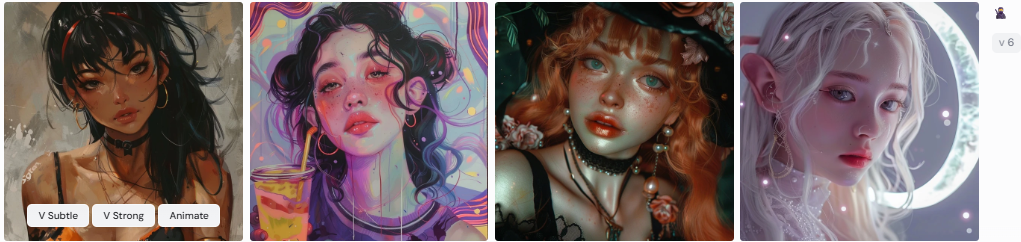 V Subtle
V Strong
Animate
v 6